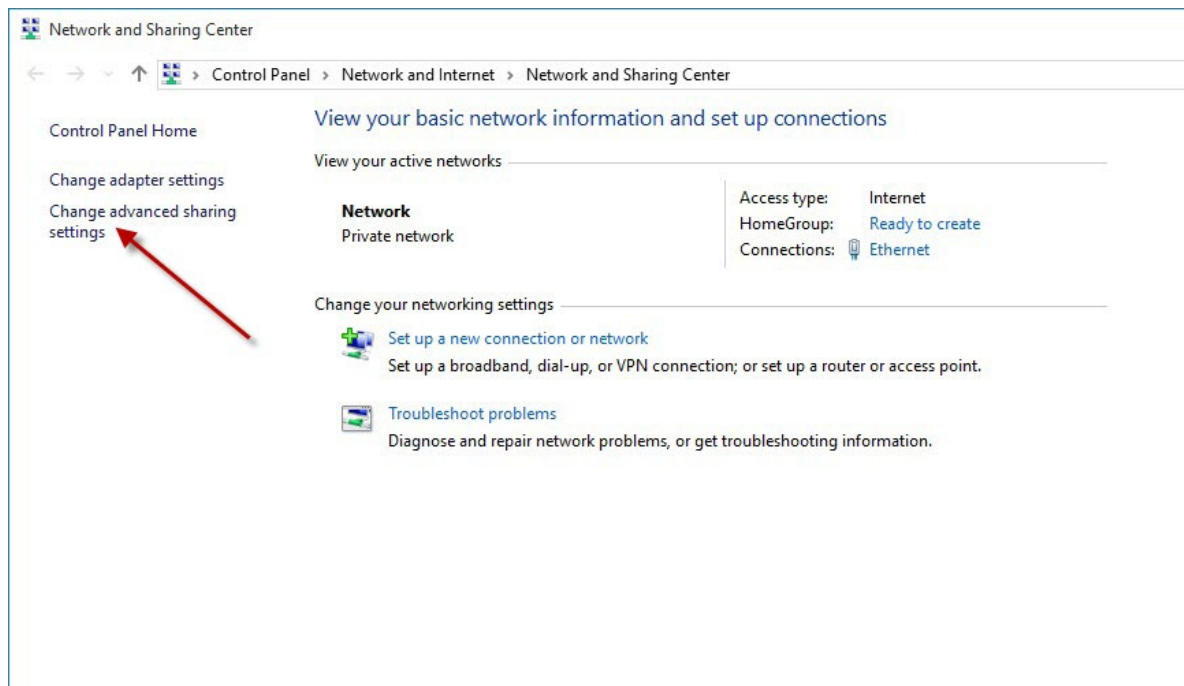 Network and Sharing Center
Control Panel > Network and Internet > Network and Sharing Center
Control Panel Home
Change adapter settings
Change advanced sharing
settings
View your basic network information and set up connections
View your active networks
Network
Private network
Access type: Internet
HomeGroup: Ready to create
Connections: Ethernet
Change your networking settings
Set up a new connection or network
Set up a broadband, dial-up, or VPN connection; or set up a router or access point.
Troubleshoot problems
Diagnose and repair network problems, or get troubleshooting information.